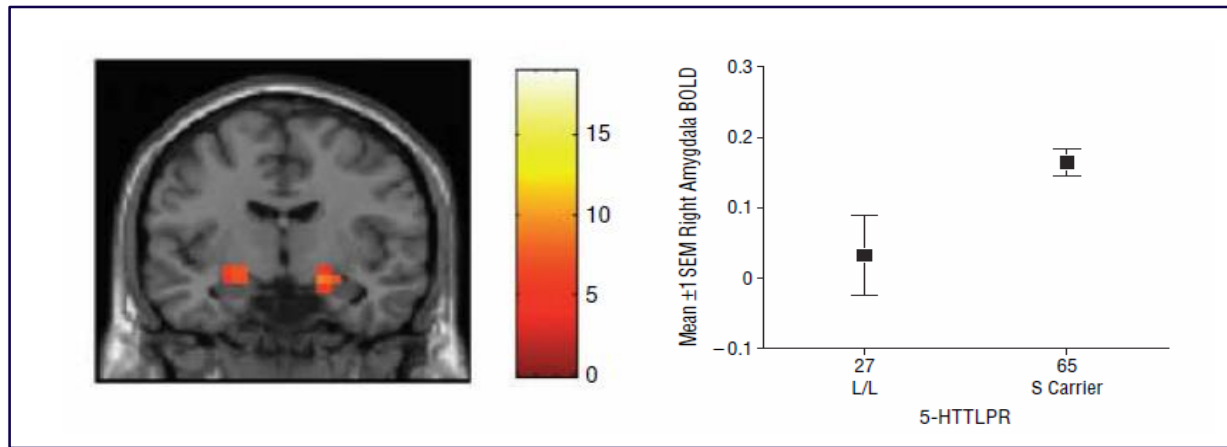 15
10
5
0
Mean ±1 SEM Right Amygdala BOLD
0.3
0.2
0.1
0
–0.1
27
L/L
65
S Carrier
5-HTTLPR